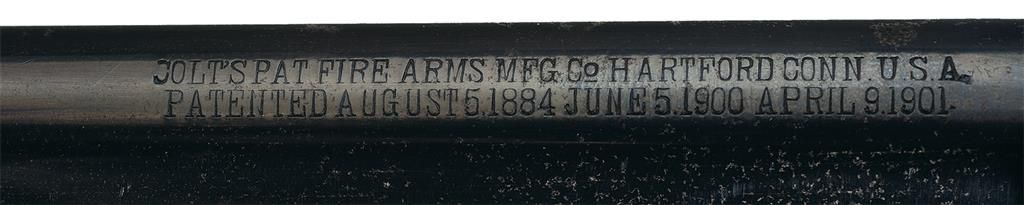 COLT'S PAT FIRE ARMS MFG. Co HARTFORD CONN. U.S.A.
PATENTED AUGUST 5.1884 JUNE 5.1900 APRIL 9.1901.